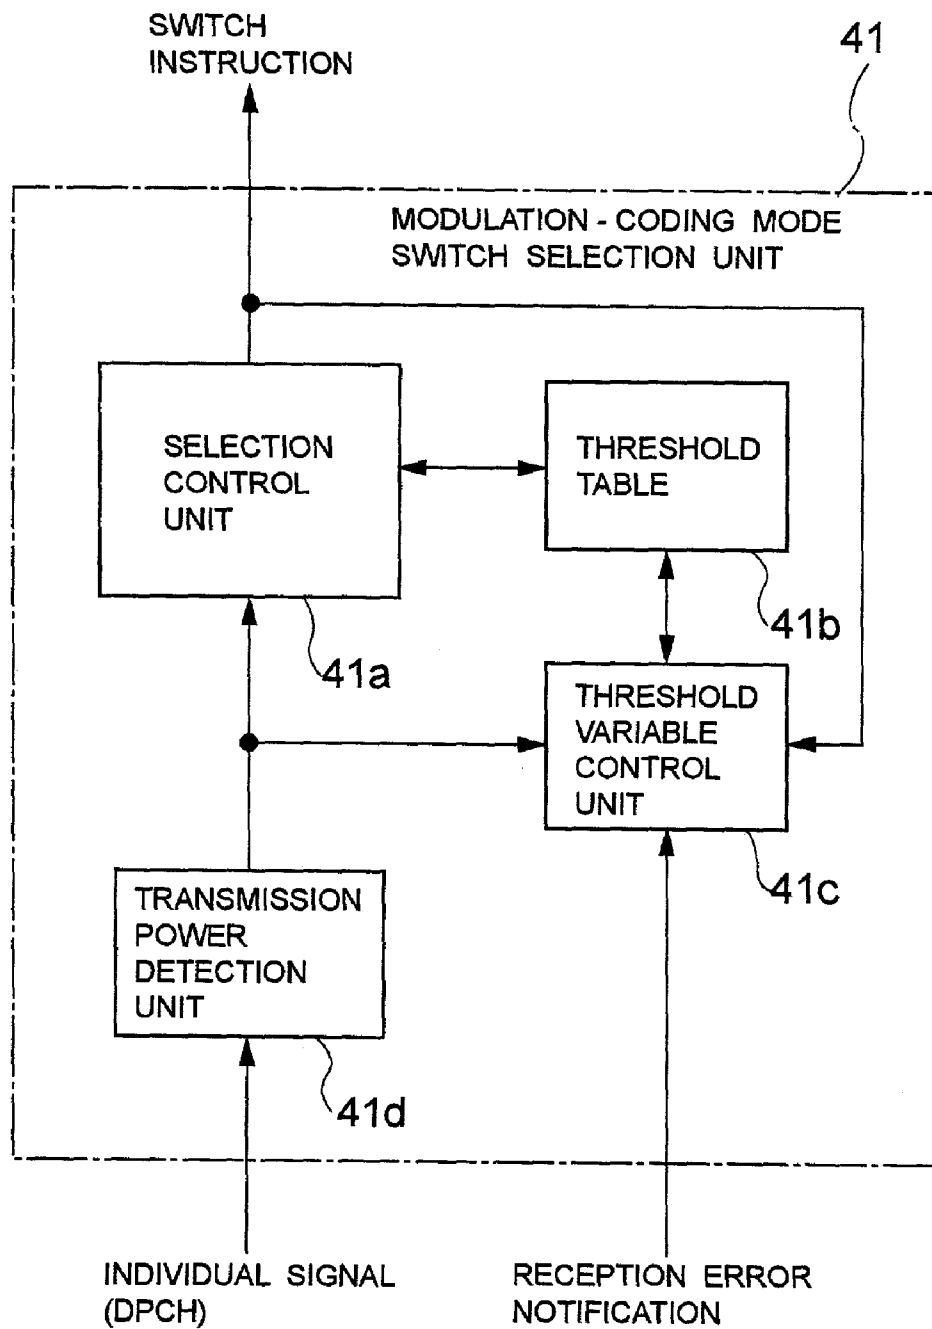 SWITCH
INSTRUCTION
41
MODULATION - CODING MODE
SWITCH SELECTION UNIT
SELECTION
CONTROL
UNIT
THRESHOLD
TABLE
41a
41b
THRESHOLD
VARIABLE
CONTROL
UNIT
41c
TRANSMISSION
POWER
DETECTION
UNIT
41d
INDIVIDUAL SIGNAL
(DPCH)
RECEPTION ERROR
NOTIFICATION